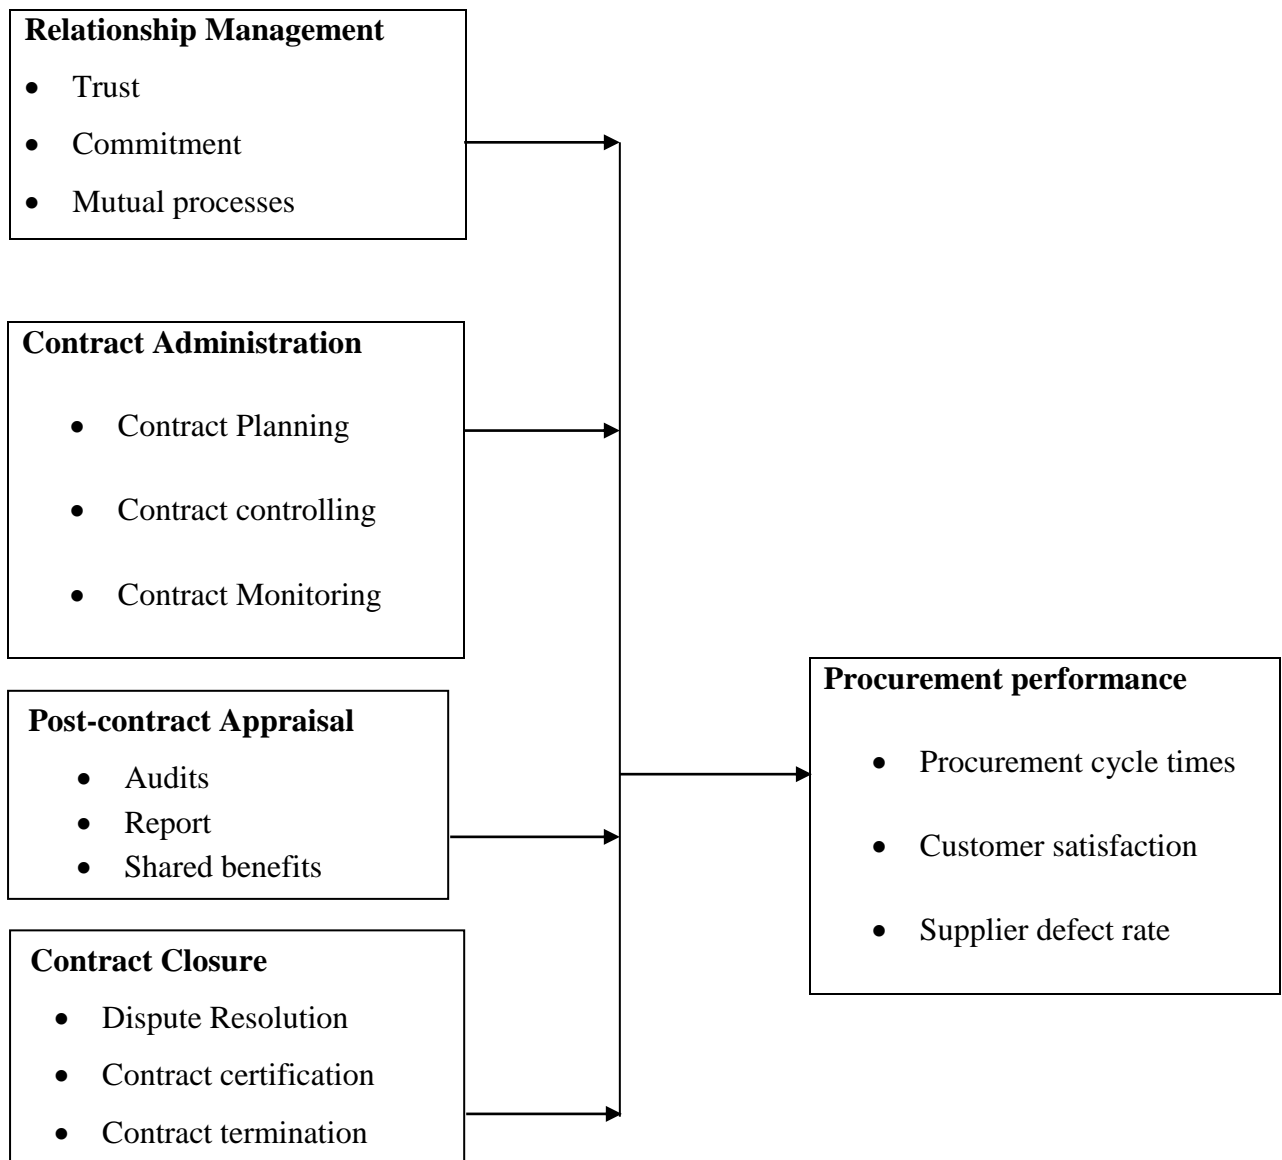 Relationship Management
• Trust
• Commitment
• Mutual processes
Contract Administration
• Contract Planning
• Contract controlling
• Contract Monitoring
Post-contract Appraisal
• Audits
• Report
• Shared benefits
Contract Closure
• Dispute Resolution
• Contract certification
• Contract termination
Procurement performance
• Procurement cycle times
• Customer satisfaction
• Supplier defect rate